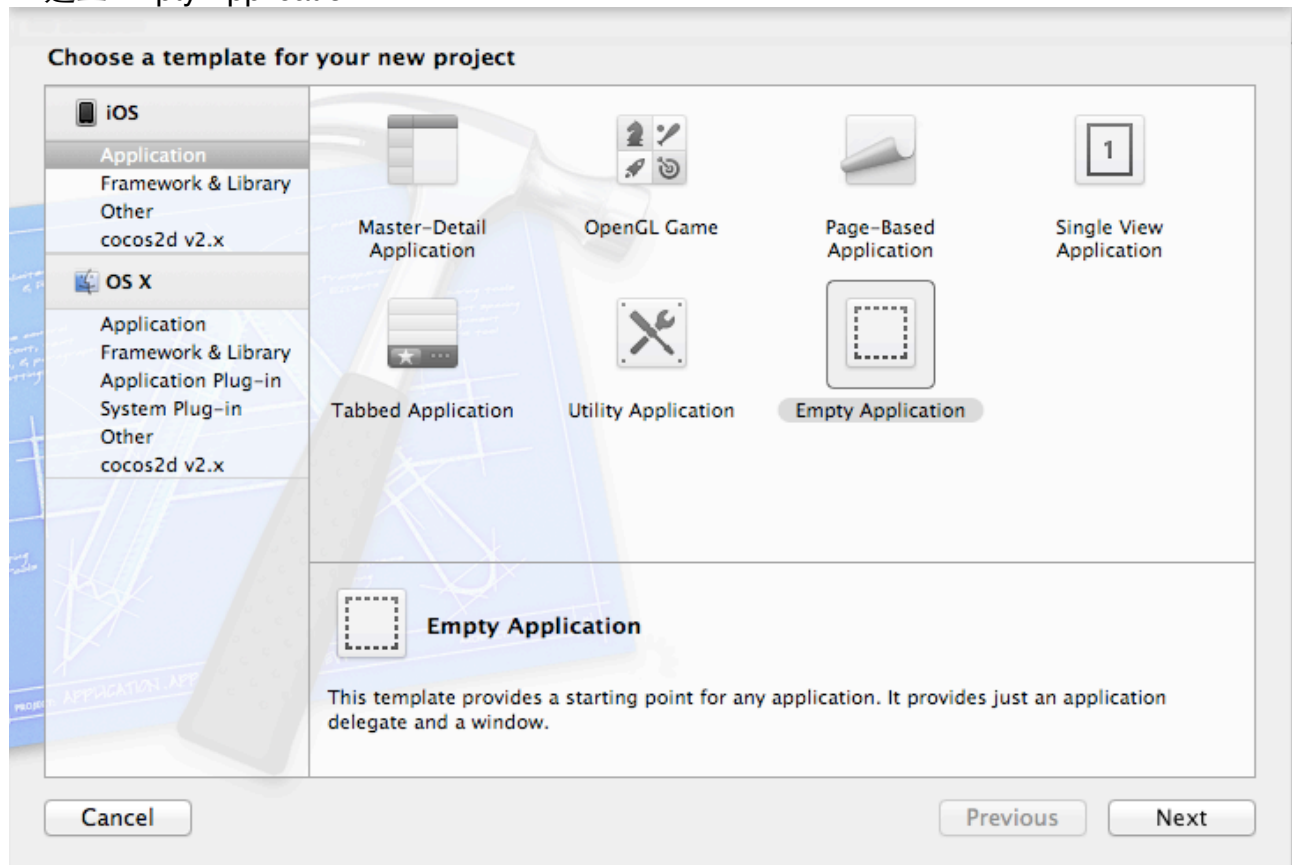 Choose a template for your new project
iOS
Application
Framework & Library
Other
cocos2d v2.x
OS X
Application
Framework & Library
Application Plug-in
System Plug-in
Other
cocos2d v2.x
Master-Detail
Application
OpenGL Game
Page-Based
Application
1
Single View
Application
Tabbed Application
Utility Application
Empty Application
Empty Application
This template provides a starting point for any application. It provides just an application
delegate and a window.
Cancel
Previous
Next